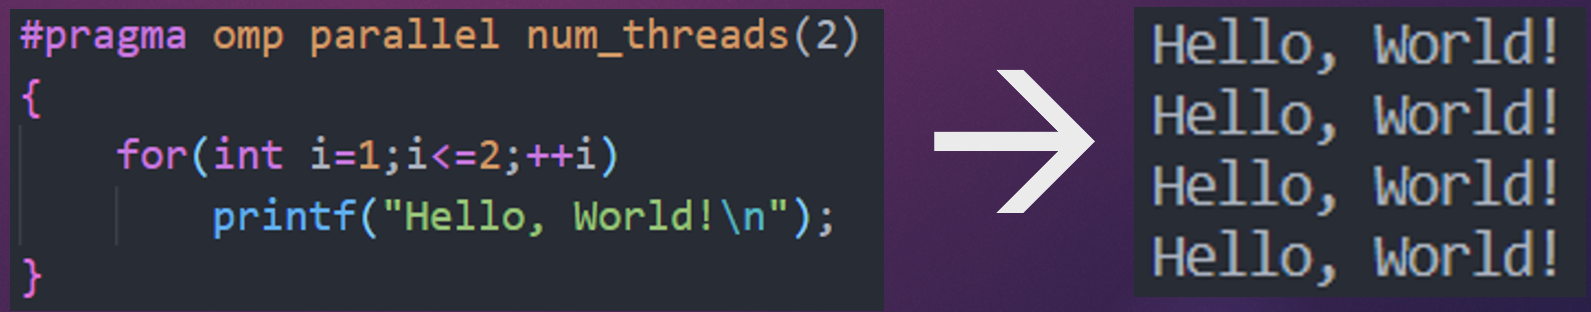 #pragma omp parallel num_threads(2)
{
    for(int i=1;i<=2;++i)
        printf("Hello, World!\n");
}
Hello, World!
Hello, World!
Hello, World!
Hello, World!